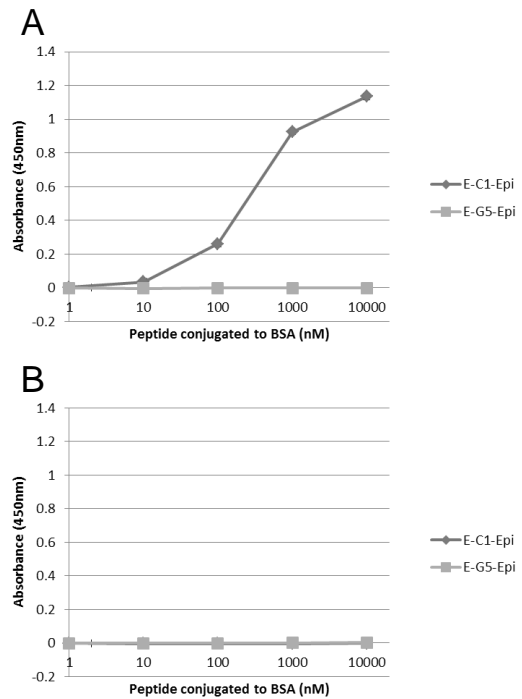 A
1.4
1.2
1
0.8
0.6
0.4
0.2
0
-0.2
Absorbance (450nm)
1 10 100 1000 10000
Peptide conjugated to BSA (nM)
E-C1-Epi
E-G5-Epi
B
1.4
1.2
1
0.8
0.6
0.4
0.2
0
-0.2
Absorbance (450nm)
1 10 100 1000 10000
Peptide conjugated to BSA (nM)
E-C1-Epi
E-G5-Epi